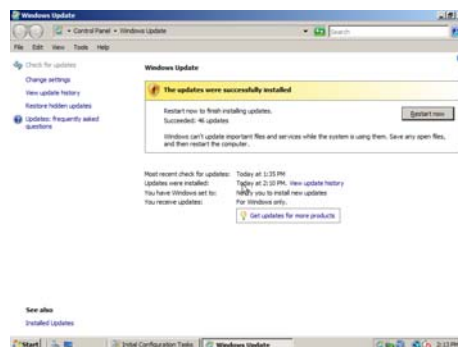 Windows Update
Control Panel
Windows Update
Search
File Edit View Tools Help
Check for updates
Change settings
View update history
Restore hidden updates
Updates: frequently asked questions
Windows Update
The updates were successfully installed
Restart now to finish installing updates.
Succeeded: 46 updates
Restart now
Windows can't update important files and services while the system is using them. Save any open files,
and then restart the computer.
Most recent check for updates: Today at 1:35 PM
Updates were installed: Today at 2:10 PM. View update history
You have Windows set to: you to install new updates
You receive updates: For Windows only.
Get updates for more products
See also
Installed Updates
Start
Initial Configuration Tasks
Windows Update
2:13 PM